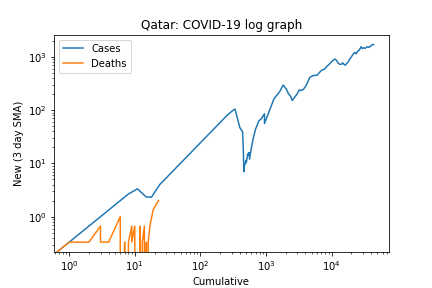 Qatar: COVID-19 log graph
Cases
Deaths
New (3 day SMA)
10³
10²
10¹
10⁰
10⁰ 10¹ 10² 10³ 10⁴
Cumulative